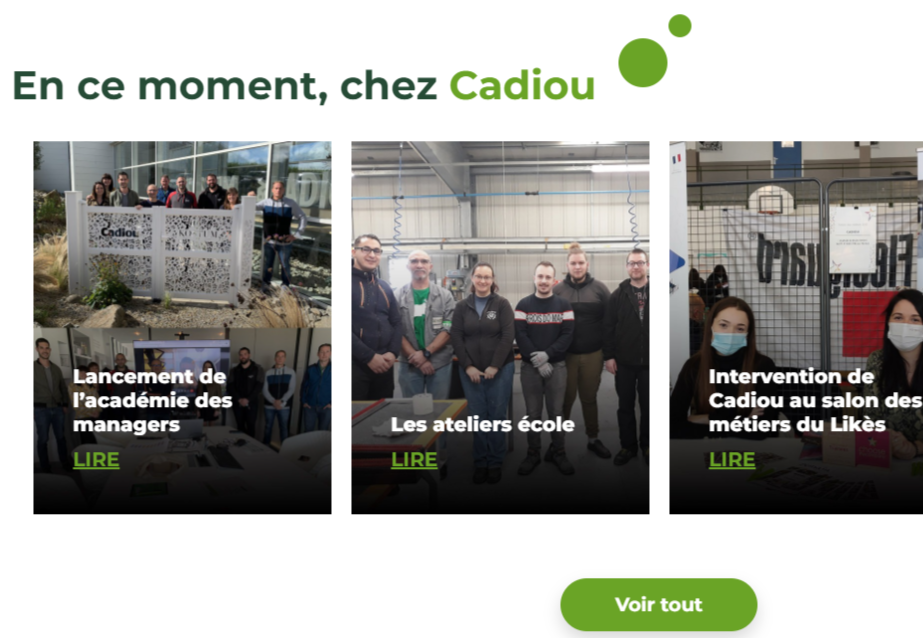 En ce moment, chez Cadiou
Cadiou
Lancement de
l’académie des
managers
LIRE
Les ateliers école
LIRE
Intervention de
Cadiou au salon des
métiers du Likès
LIRE
Voir tout